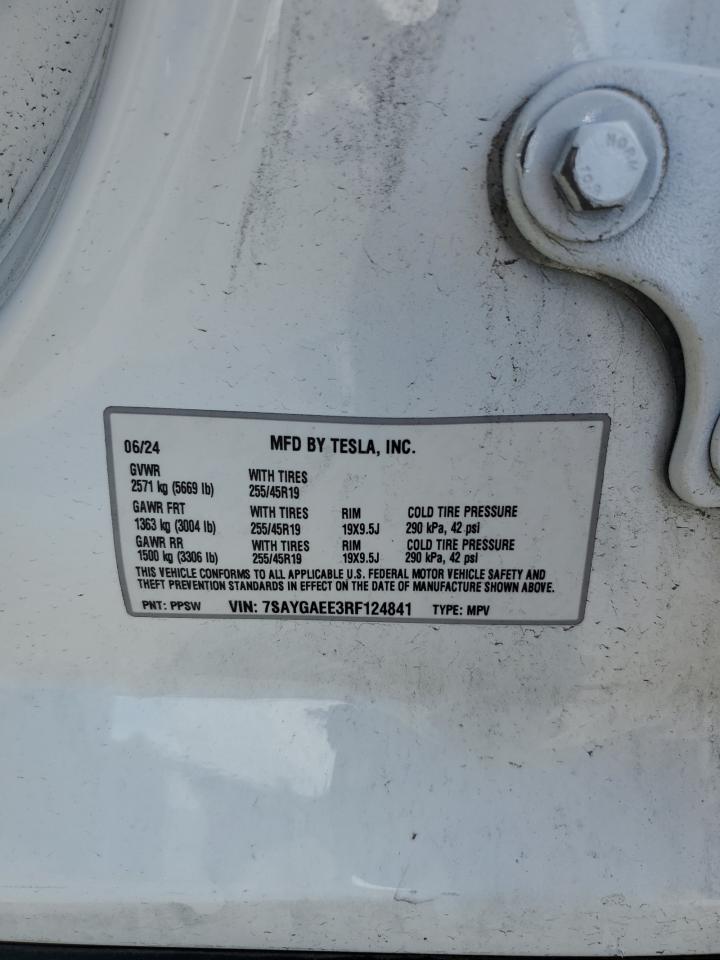 06/24 MFD BY TESLA, INC.
GVWR WITH TIRES
2571 kg (5669 lb) 255/45R19
GAWR FRT WITH TIRES RIM COLD TIRE PRESSURE
1363 kg (3004 lb) 255/45R19 19X9.5J 290 kPa, 42 psi
GAWR RR WITH TIRES RIM COLD TIRE PRESSURE
1500 kg (3306 lb) 255/45R19 19X9.5J 290 kPa, 42 psi
THIS VEHICLE CONFORMS TO ALL APPLICABLE U.S. FEDERAL MOTOR VEHICLE SAFETY AND
THEFT PREVENTION STANDARDS IN EFFECT ON THE DATE OF MANUFACTURE SHOWN ABOVE.
PNT: PPSW VIN: 7SAYGAEE3RF124841 TYPE: MPV